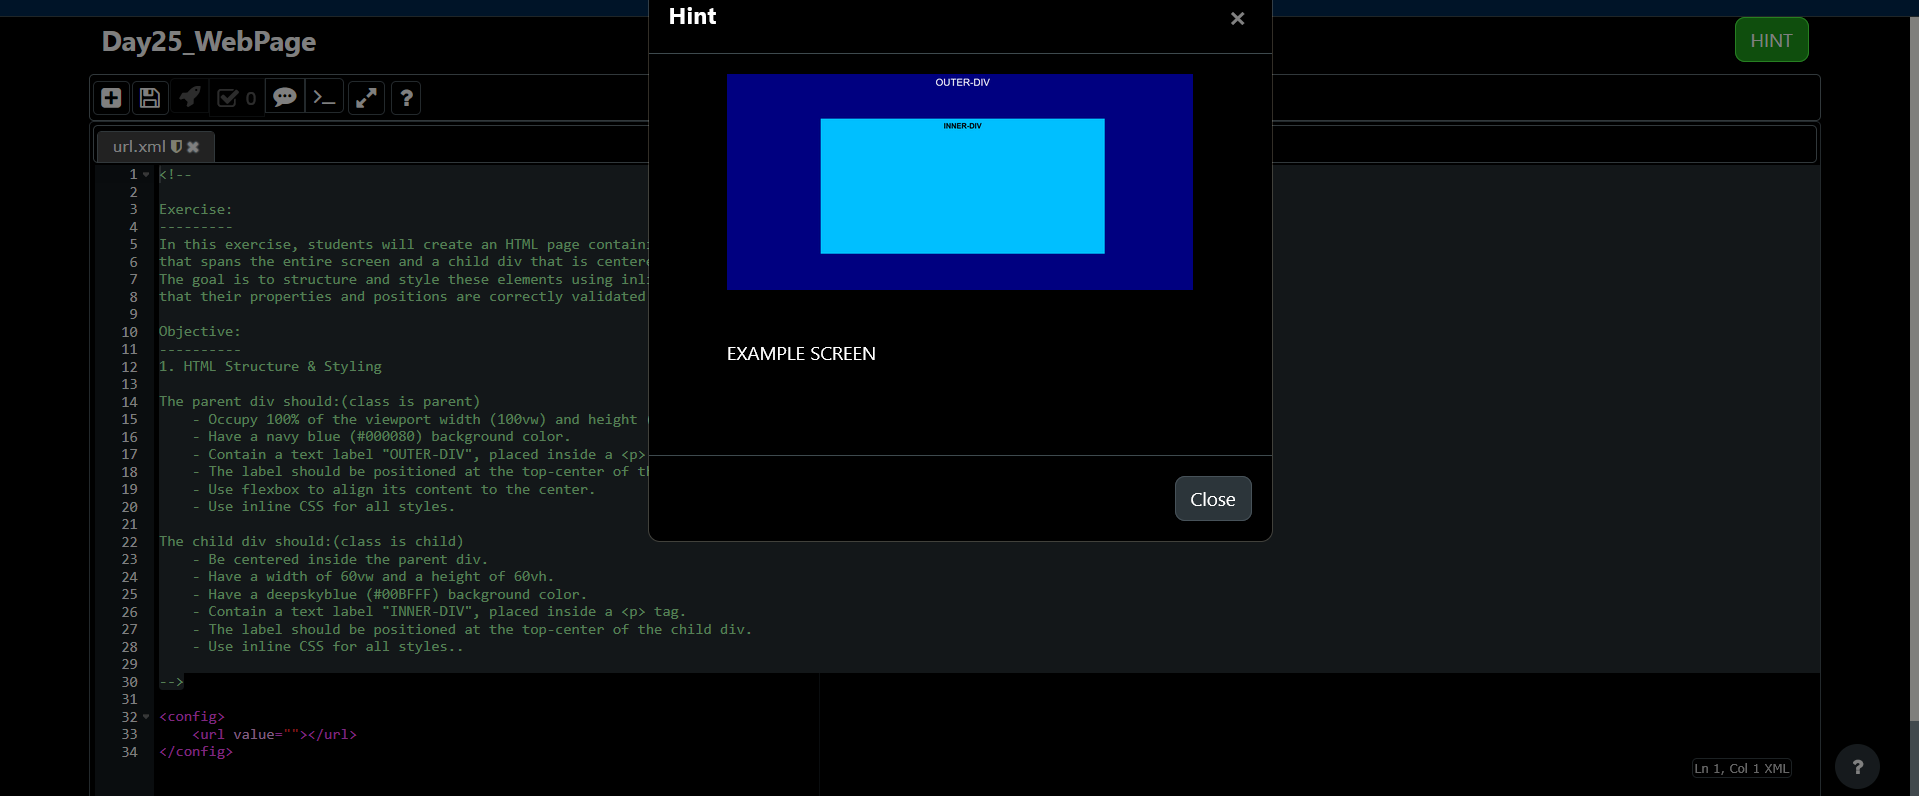 Day25_WebPage
HINT
0
url.xml
1 <!--
2
3 Exercise:
4 ---------
5 In this exercise, students will create an HTML page
6 that spans the entire screen and a child div that is
7 The goal is to structure and style these elements using
8 that their properties and positions are correctly validated
9
10 Objective:
11 ----------
12 1. HTML Structure & Styling
13
14 The parent div should:(class is parent)
15 - Occupy 100% of the viewport width (100vw) and height
16 - Have a navy blue (#000080) background color.
17 - Contain a text label "OUTER-DIV", placed inside a <p>
18 - The label should be positioned at the top-center of
19 - Use flexbox to align its content to the center.
20 - Use inline CSS for all styles.
21
22 The child div should:(class is child)
23 - Be centered inside the parent div.
24 - Have a width of 60vw and a height of 60vh.
25 - Have a deepskyblue (#00BFFF) background color.
26 - Contain a text label "INNER-DIV", placed inside a <p> tag.
27 - The label should be positioned at the top-center of the child div.
28 - Use inline CSS for all styles..
29
30 -->
31
32 <config>
33 <url value=""></url>
34 </config>
Ln 1, Col 1 XML
?
Hint
×
OUTER-DIV
INNER-DIV
EXAMPLE SCREEN
Close